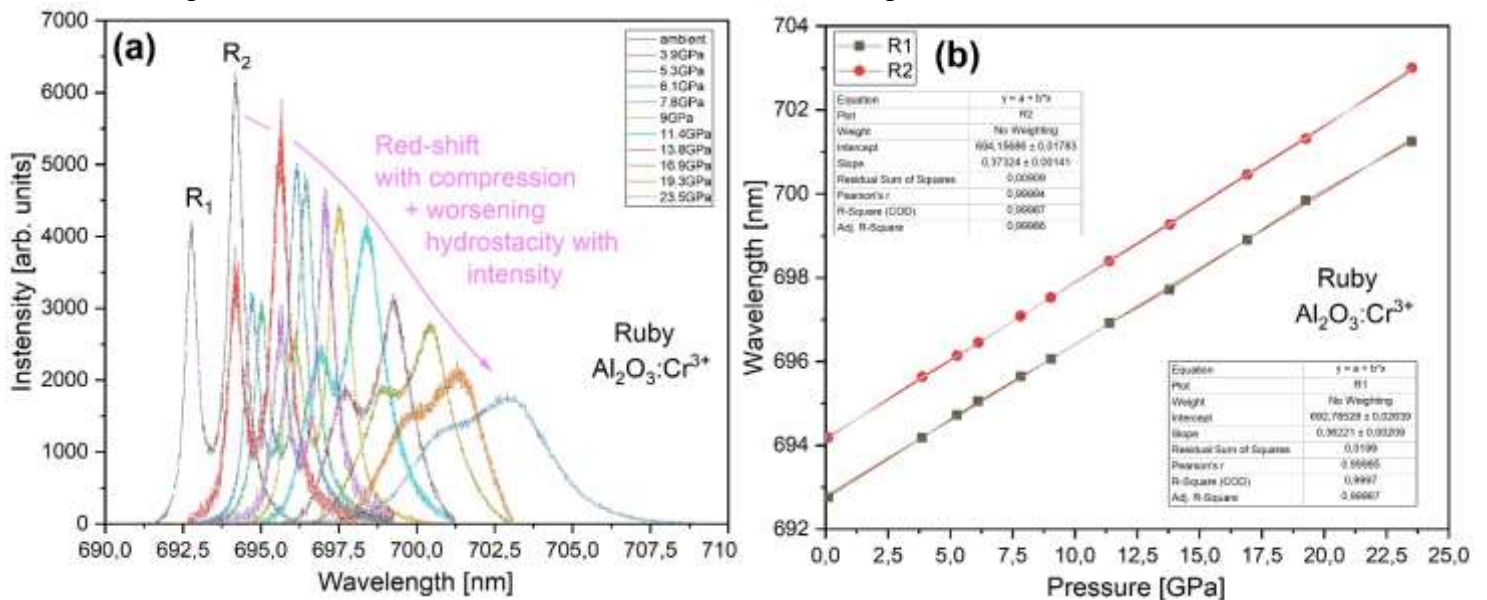 (a)
R₁
R₂
Red-shift
with compression
+ worsening
hydrostacity with
intensity
Ruby
Al₂O₃:Cr³⁺
ambient
3.9GPa
5.3GPa
6.1GPa
7.8GPa
9GPa
11.4GPa
13.8GPa
16.9GPa
19.3GPa
23.5GPa
Instensity [arb. units]
7000
6000
5000
4000
3000
2000
1000
0
690,0 692,5 695,0 697,5 700,0 702,5 705,0 707,5 710
Wavelength [nm]
(b)
R1
R2
Equation y = a + b*x
Plot R2
Weight No Weighting
Intercept 694,15686 ± 0,01783
Slope 0,37324 ± 0,00141
Residual Sum of Squares 0,00909
Pearson's r 0,99994
R-Square (COD) 0,99987
Adj. R-Square 0,99986
Ruby
Al₂O₃:Cr³⁺
Equation y = a + b*x
Plot R1
Weight No Weighting
Intercept 692,76529 ± 0,02639
Slope 0,36221 ± 0,00209
Residual Sum of Squares 0,0199
Pearson's r 0,99985
R-Square (COD) 0,9997
Adj. R-Square 0,99967
Wavelength [nm]
704
702
700
698
696
694
692
0,0 2,5 5,0 7,5 10,0 12,5 15,0 17,5 20,0 22,5 25,0
Pressure [GPa]